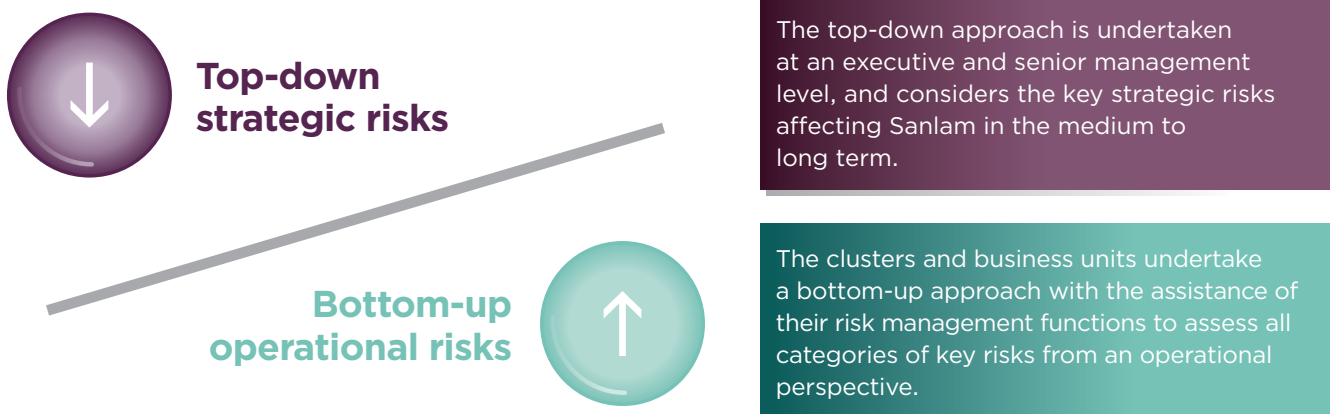 Top-down
strategic risks
The top-down approach is undertaken
at an executive and senior management
level, and considers the key strategic risks
affecting Sanlam in the medium to
long term.
Bottom-up
operational risks
The clusters and business units undertake
a bottom-up approach with the assistance of
their risk management functions to assess all
categories of key risks from an operational
perspective.